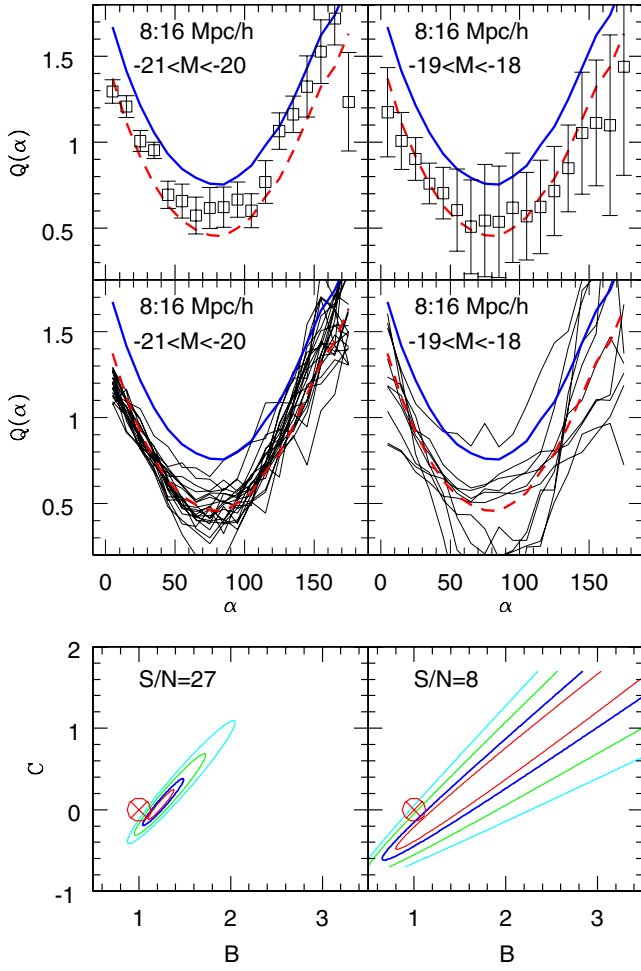 8:16 Mpc/h
-21<M<-20
8:16 Mpc/h
-19<M<-18
1.5
1
0.5
Q(α)
8:16 Mpc/h
-21<M<-20
8:16 Mpc/h
-19<M<-18
1.5
1
0.5
Q(α)
0 50 100 150 0 50 100 150
α α
S/N=27 S/N=8
2
1
0
-1
C
1 2 3 1 2 3
B B